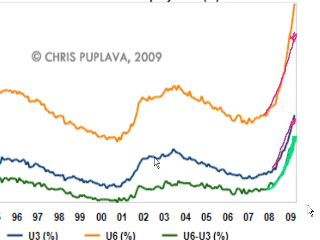 © CHRIS PUPLAVA, 2009
96 97 98 99 00 01 02 03 04 05 06 07 08 09
U3 (%) U6 (%) U6-U3 (%)